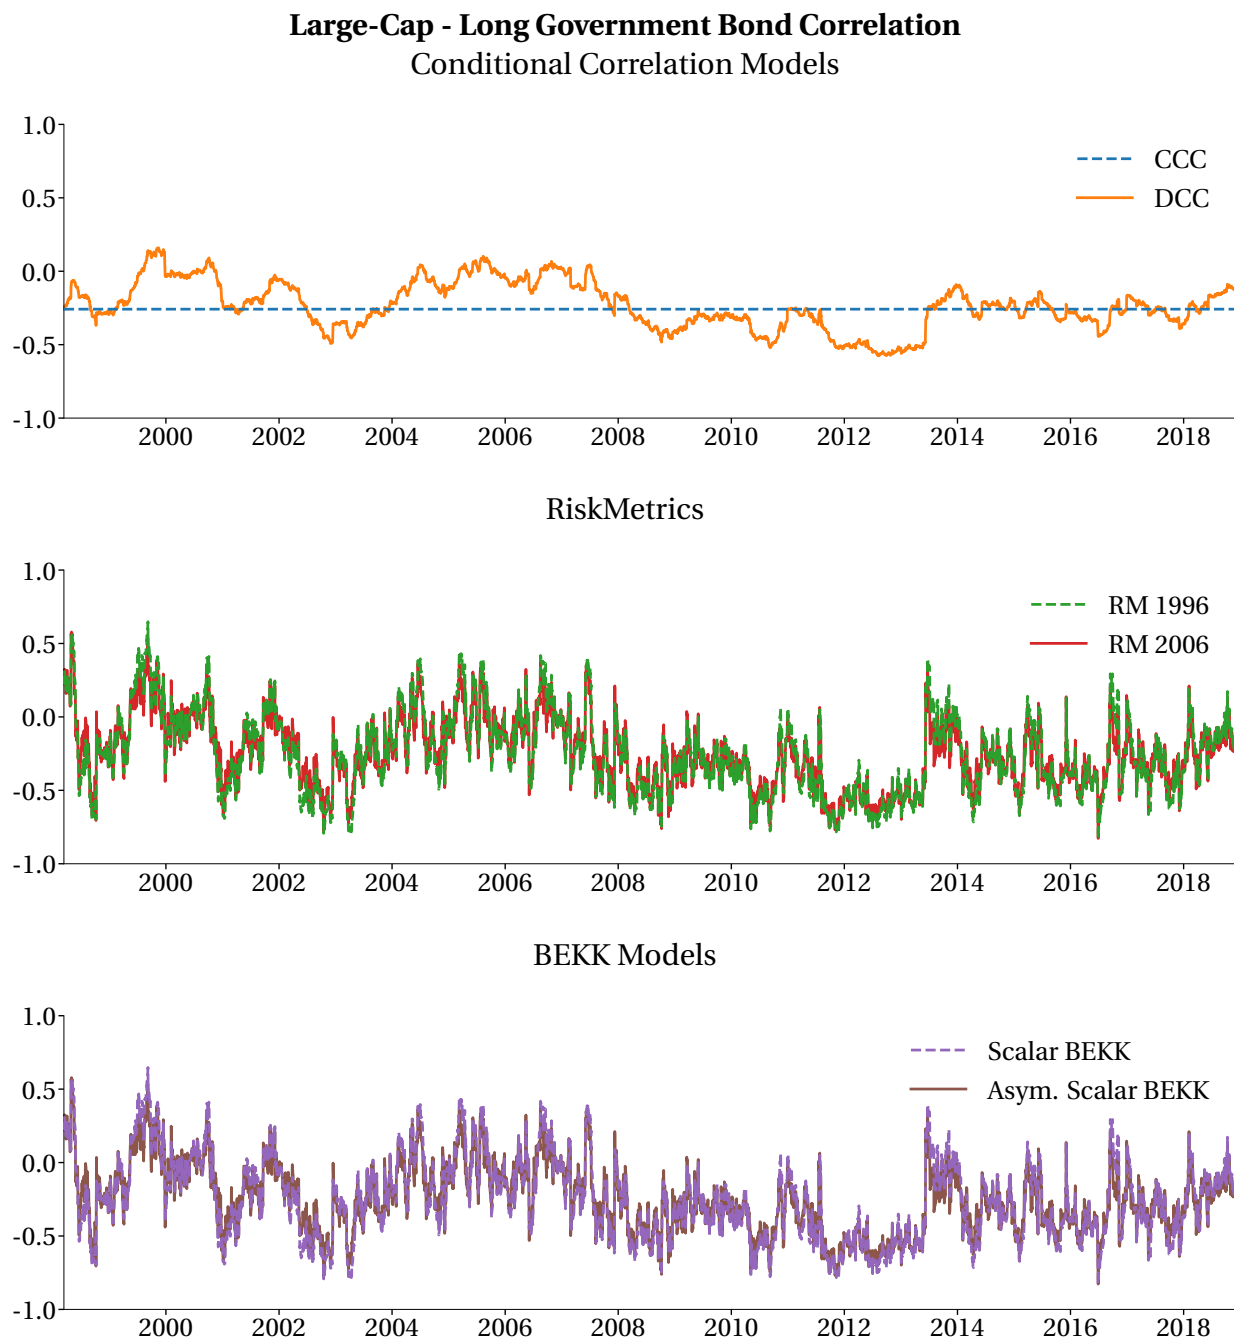 Large-Cap - Long Government Bond Correlation
Conditional Correlation Models
1.0
CCC
0.5
DCC
0.0
-0.5
-1.0
2000 2002 2004 2006 2008 2010 2012 2014 2016 2018
RiskMetrics
1.0
RM 1996
0.5
RM 2006
0.0
-0.5
-1.0
2000 2002 2004 2006 2008 2010 2012 2014 2016 2018
BEKK Models
1.0
Scalar BEKK
0.5
Asym. Scalar BEKK
0.0
-0.5
-1.0
2000 2002 2004 2006 2008 2010 2012 2014 2016 2018